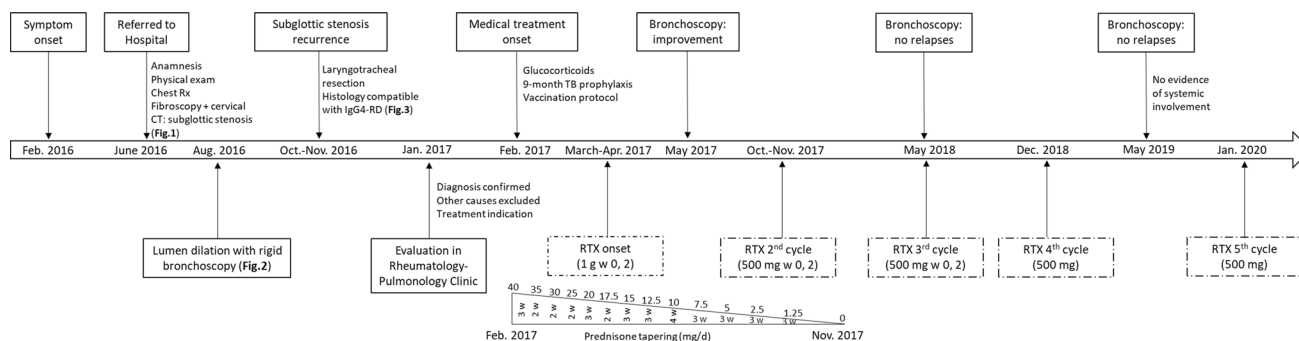 Symptom
onset
Referred to
Hospital
Anamnesis
Physical exam
Chest Rx
Fibroscopy + cervical
CT: subglottic stenosis
(Fig.1)
Subglottic stenosis
recurrence
Laryngotracheal
resection
Histology compatible
with IgG4-RD (Fig.3)
Medical treatment
onset
Glucocorticoids
9-month TB prophylaxis
Vaccination protocol
Bronchoscopy:
improvement
Bronchoscopy:
no relapses
Bronchoscopy:
no relapses
No evidence
of systemic
involvement
Feb. 2016 June 2016 Aug. 2016 Oct.-Nov. 2016 Jan. 2017 Feb. 2017 March-Apr. 2017 May 2017 Oct.-Nov. 2017 May 2018 Dec. 2018 May 2019 Jan. 2020
Lumen dilation with rigid
bronchoscopy (Fig.2)
Diagnosis confirmed
Other causes excluded
Treatment indication
Evaluation in
Rheumatology-
Pulmonology Clinic
RTX onset
(1 g w 0, 2)
RTX 2nd cycle
(500 mg w 0, 2)
RTX 3rd cycle
(500 mg w 0, 2)
RTX 4th cycle
(500 mg)
RTX 5th cycle
(500 mg)
40 35 30 25 20 17.5 15 12.5 10 7.5 5 2.5 1.25 0
3 w 2 w 2 w 2 w 3 w 2 w 3 w 3 w 4 w 3 w 3 w 3 w 3 w
Feb. 2017 Prednisone tapering (mg/d) Nov. 2017